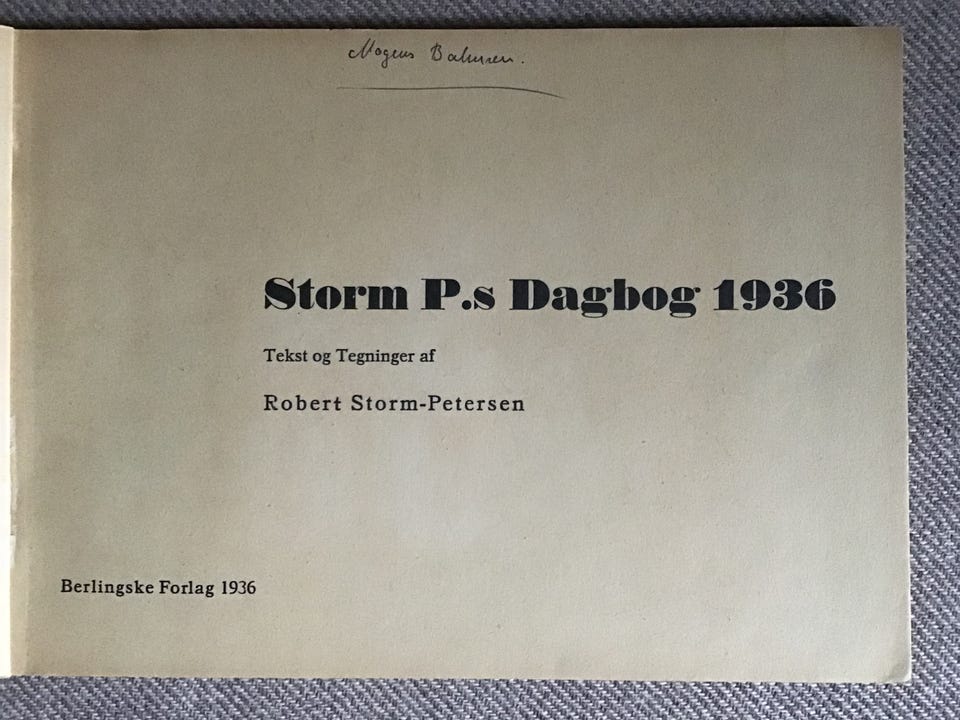 Mogens
Storm P.s Dagbog 1936
Tekst og Tegninger af
Robert Storm-Petersen
Berlingske Forlag 1936